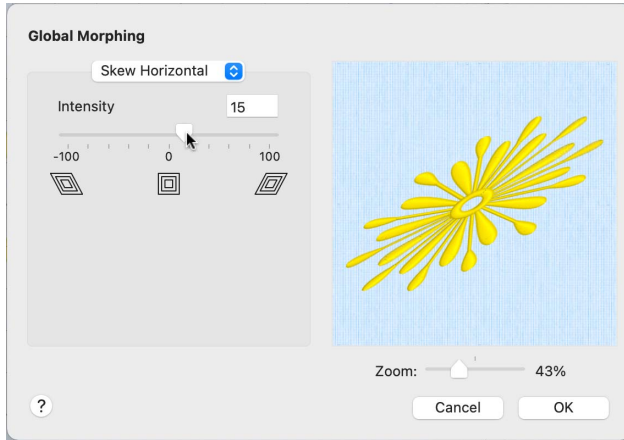 Global Morphing
Skew Horizontal
Intensity 15
-100 0 100
Zoom: 43%
? Cancel OK